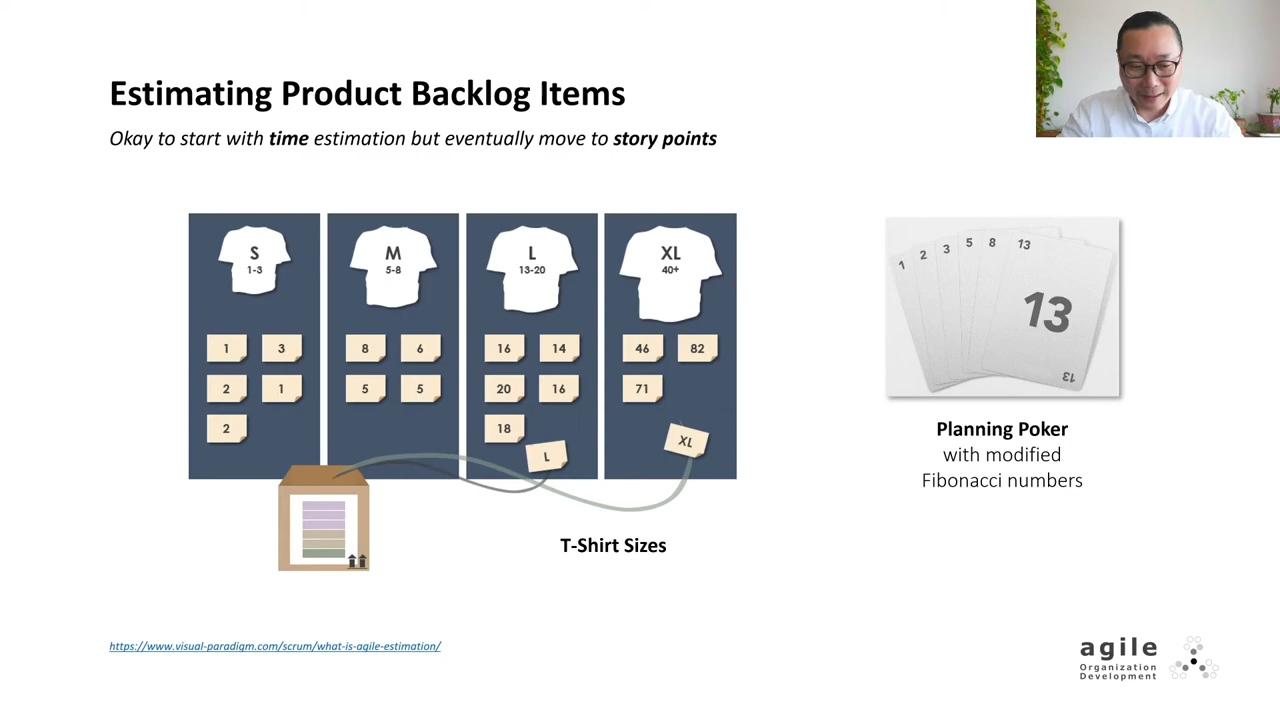 Estimating Product Backlog Items
Okay to start with time estimation but eventually move to story points
S
1-3
M
5-8
L
13-20
XL
40+
1 3
2 1
2
8 6
5 5
16 14
20 16
18
L
46 82
71
XL
T-Shirt Sizes
1 2 3 5 8 13
13
13
Planning Poker
with modified
Fibonacci numbers
https://www.visual-paradigm.com/scrum/what-is-agile-estimation/
agile
Organization
Development